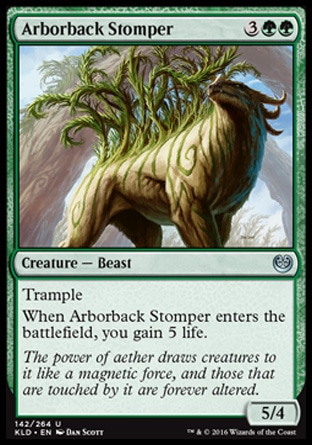 Arborback Stomper 3
Creature — Beast
Trample
When Arborback Stomper enters the
battlefield, you gain 5 life.
The power of aether draws creatures to
it like a magnetic force, and those that
are touched by it are forever altered.
5/4
142/264 U
KLD • EN Dan Scott
™ & © 2016 Wizards of the Coast